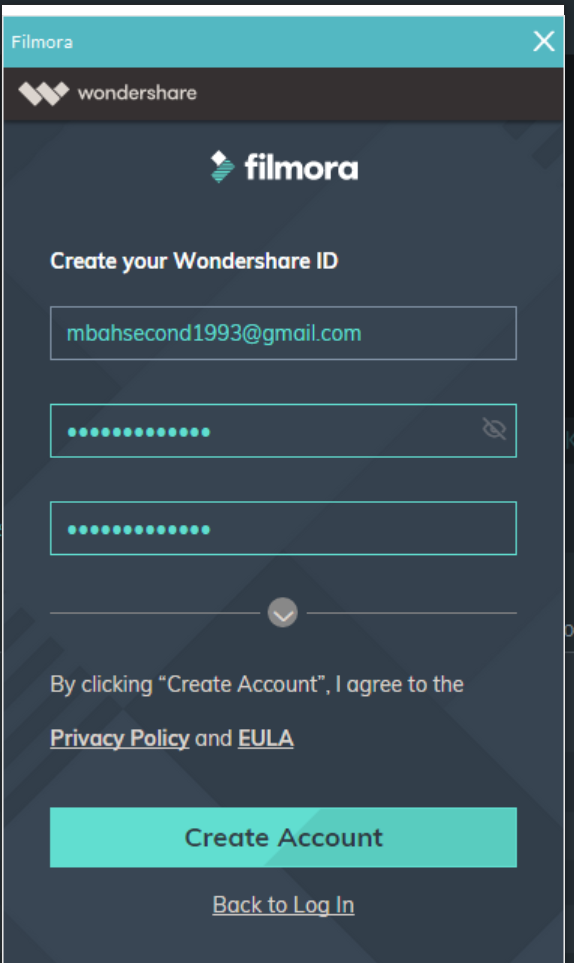 Filmora
wondershare
filmora
Create your Wondershare ID
mbahsecond1993@gmail.com
•••••••••••••
•••••••••••••
By clicking “Create Account”, I agree to the
Privacy Policy and EULA
Create Account
Back to Log In